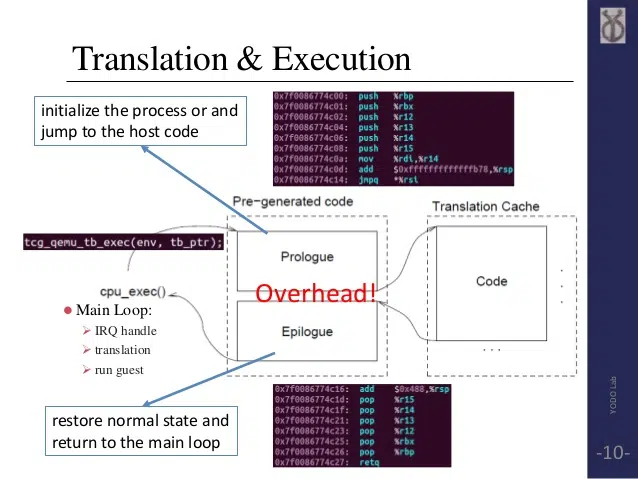 Translation & Execution
initialize the process or and
jump to the host code
0x7f0086774c00: push %rbp
0x7f0086774c01: push %rbx
0x7f0086774c02: push %r12
0x7f0086774c04: push %r13
0x7f0086774c06: push %r14
0x7f0086774c08: push %r15
0x7f0086774c0a: mov %rdi,%r14
0x7f0086774c0d: add $0xfffffffffffffb78,%rsp
0x7f0086774c14: jmpq *%rsi
Pre-generated code
Translation Cache
tcg_qemu_tb_exec(env, tb_ptr);
Prologue
Code
cpu_exec()
Overhead!
Main Loop:
IRQ handle
translation
run guest
Epilogue
. . .
restore normal state and
return to the main loop
0x7f0086774c16: add $0x488,%rsp
0x7f0086774c1d: pop %r15
0x7f0086774c1f: pop %r14
0x7f0086774c21: pop %r13
0x7f0086774c23: pop %r12
0x7f0086774c25: pop %rbx
0x7f0086774c26: pop %rbp
0x7f0086774c27: retq
YODO Lab
-10-